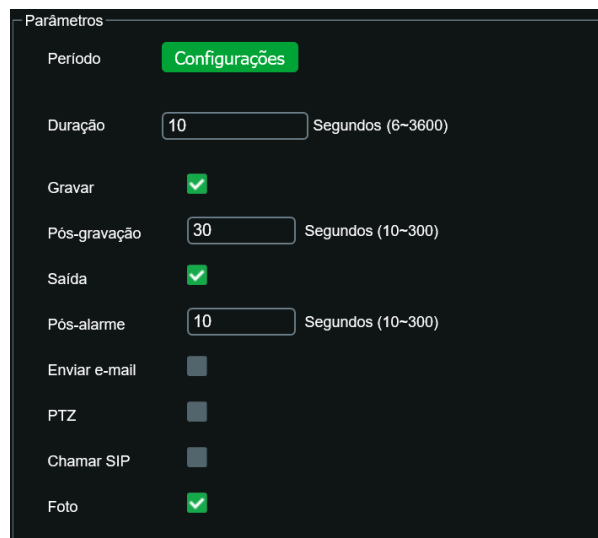 Parâmetros
Período Configurações
Duração 10 Segundos (6~3600)
Gravar
Pós-gravação 30 Segundos (10~300)
Saída
Pós-alarme 10 Segundos (10~300)
Enviar e-mail
PTZ
Chamar SIP
Foto